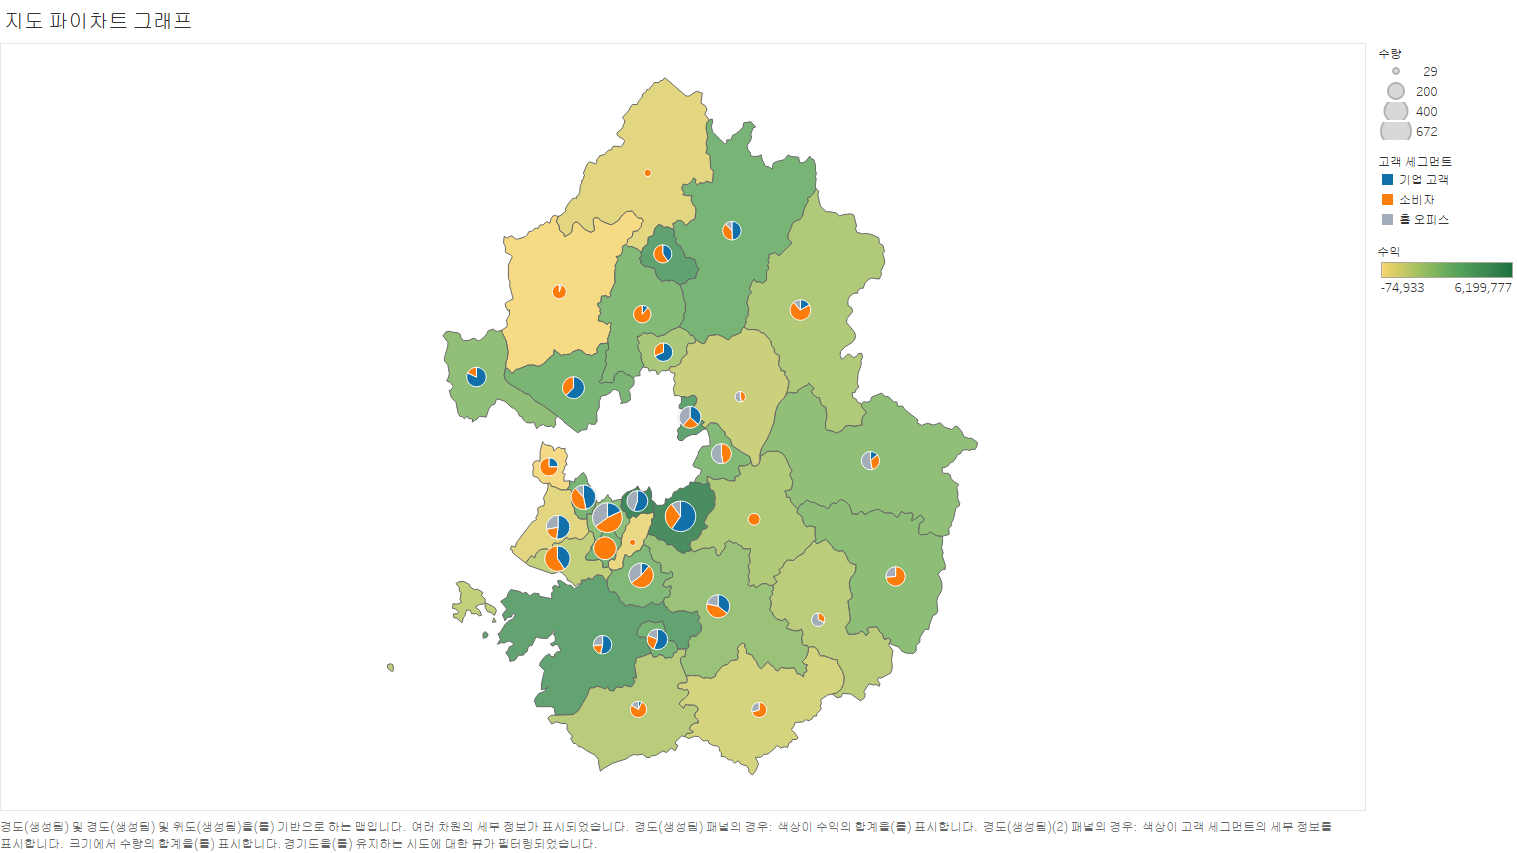 지도 파이차트 그래프
수량
29
200
400
672
고객 세그먼트
기업 고객
소비자
홈 오피스
수익
-74,933 6,199,777
경도(생성됨) 및 경도(생성됨) 및 위도(생성됨)을(를) 기반으로 하는 맵입니다. 여러 차원의 세부 정보가 표시되었습니다. 경도(생성됨) 패널의 경우: 색상이 수익의 합계을(를) 표시합니다. 경도(생성됨)(2) 패널의 경우: 색상이 고객 세그먼트의 세부 정보를
표시합니다. 크기에서 수량의 합계을(를) 표시합니다. 경기도을(를) 유지하는 시도에 대한 뷰가 필터링되었습니다.